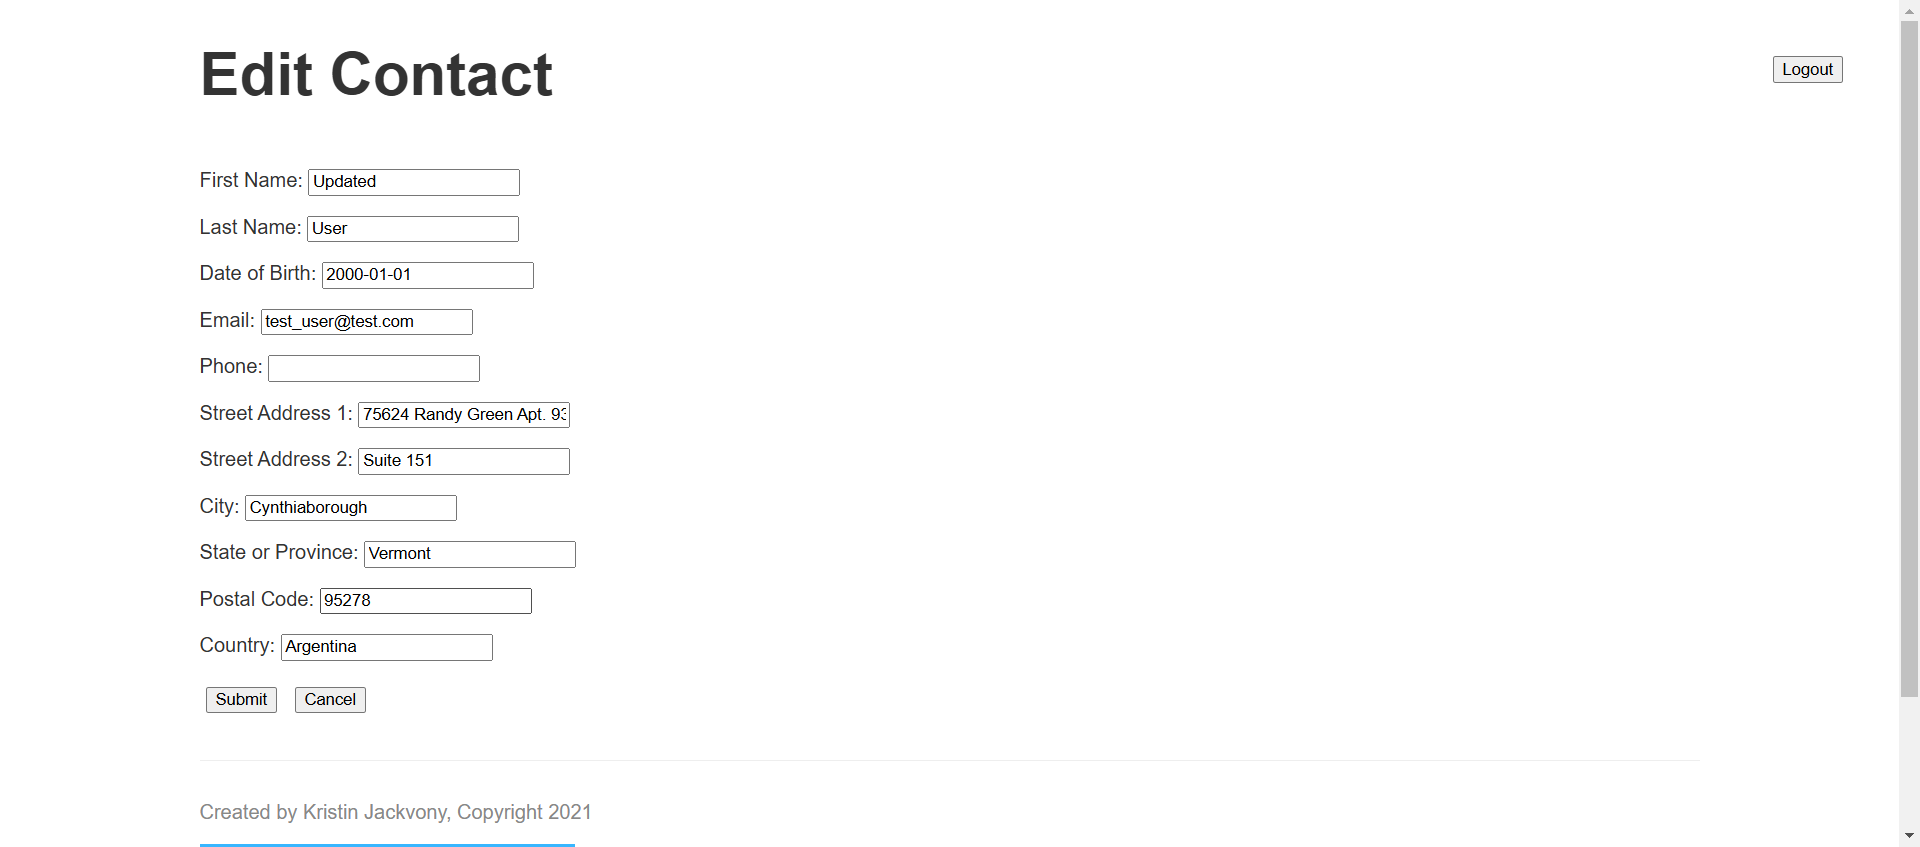 Edit Contact
Logout
First Name: Updated
Last Name: User
Date of Birth: 2000-01-01
Email: test_user@test.com
Phone:
Street Address 1: 75624 Randy Green Apt. 93
Street Address 2: Suite 151
City: Cynthiaborough
State or Province: Vermont
Postal Code: 95278
Country: Argentina
Submit Cancel
Created by Kristin Jackvony, Copyright 2021